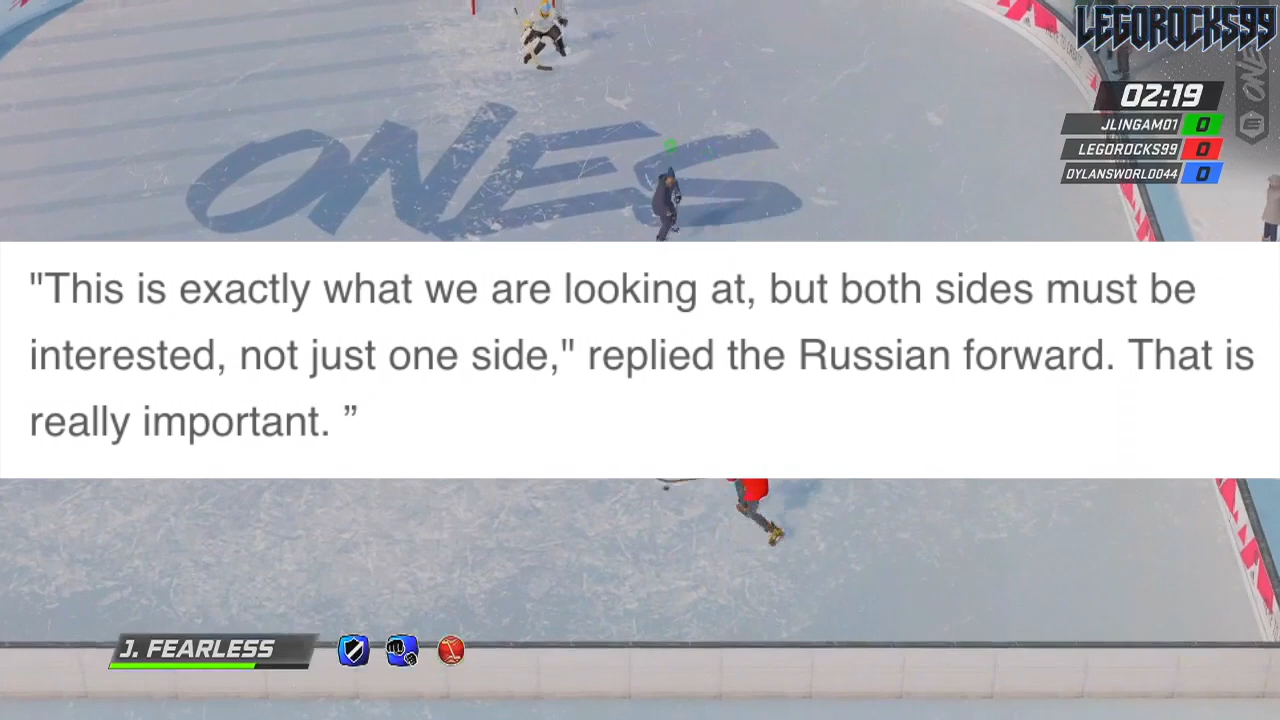 LEGOROCKS99
ONES
02:19
JLINGAM01 0
LEGOROCKS99 0
DYLANSWORLD044 0
ONES
"This is exactly what we are looking at, but both sides must be
interested, not just one side," replied the Russian forward. That is
really important. ”
J. FEARLESS